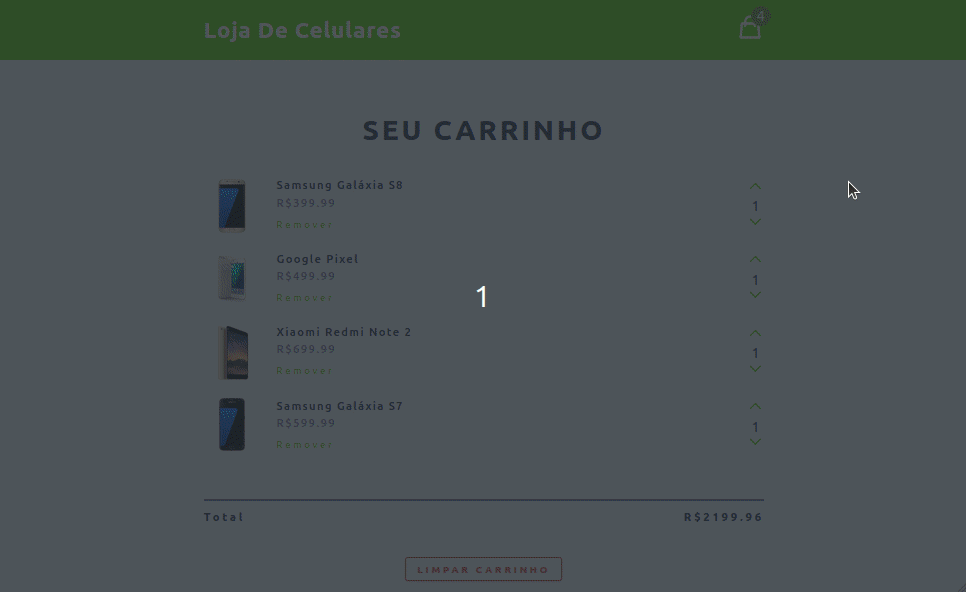 Loja De Celulares
4
SEU CARRINHO
Samsung Galáxia S8
R$399.99
Remover
1
Google Pixel
R$499.99
Remover
1
1
Xiaomi Redmi Note 2
R$699.99
Remover
1
Samsung Galáxia S7
R$599.99
Remover
1
Total R$2199.96
LIMPAR CARRINHO